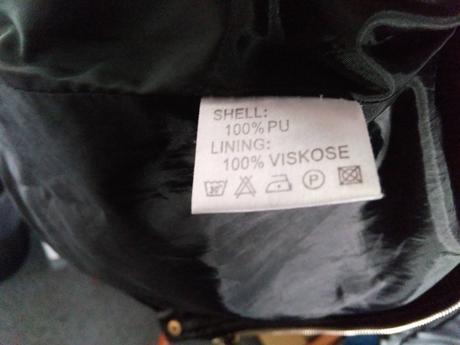 SHELL:
100% PU
LINING:
100% VISKOSE
P